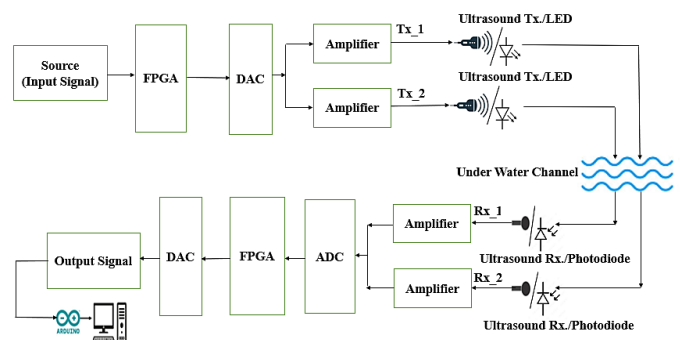 Ultrasound Tx./LED
Tx_1
Amplifier
Source
(Input Signal)
FPGA
DAC
Ultrasound Tx./LED
Tx_2
Amplifier
Under Water Channel
Rx_1
Amplifier
Ultrasound Rx./Photodiode
Output Signal
DAC
FPGA
ADC
Rx_2
Amplifier
Ultrasound Rx./Photodiode
ARDUINO